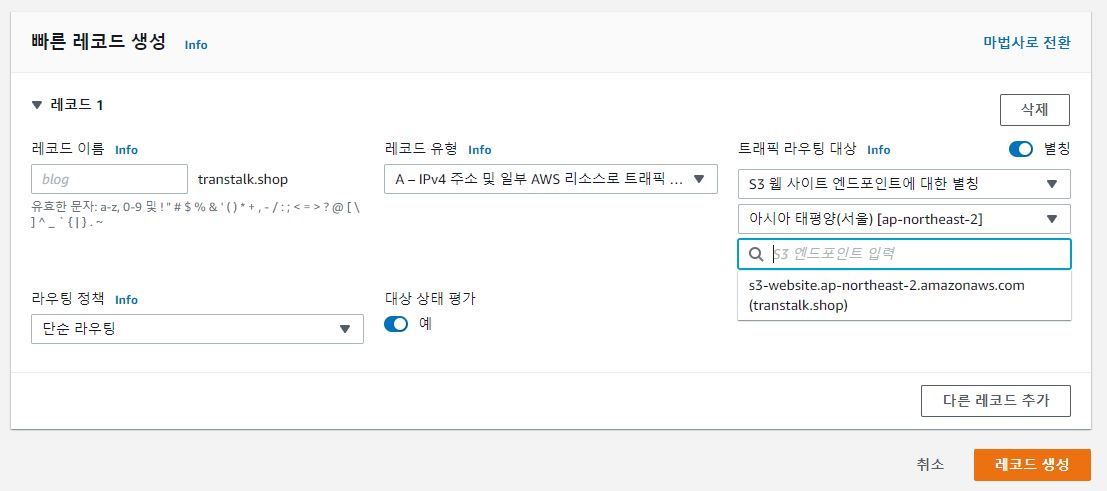 빠른 레코드 생성 Info
마법사로 전환
레코드 1
삭제
레코드 이름 Info
blog
transtalk.shop
유효한 문자: a-z, 0-9 및 ! " # $ % & ' ( ) * + , - / : ; < = > ? @ [ \
] ^ _ ` { | } . ~
레코드 유형 Info
A – IPv4 주소 및 일부 AWS 리소스로 트래픽 ...
트래픽 라우팅 대상 Info
별칭
S3 웹 사이트 엔드포인트에 대한 별칭
아시아 태평양(서울) [ap-northeast-2]
S3 엔드포인트 입력
s3-website.ap-northeast-2.amazonaws.com
(transtalk.shop)
라우팅 정책 Info
단순 라우팅
대상 상태 평가
예
다른 레코드 추가
취소
레코드 생성